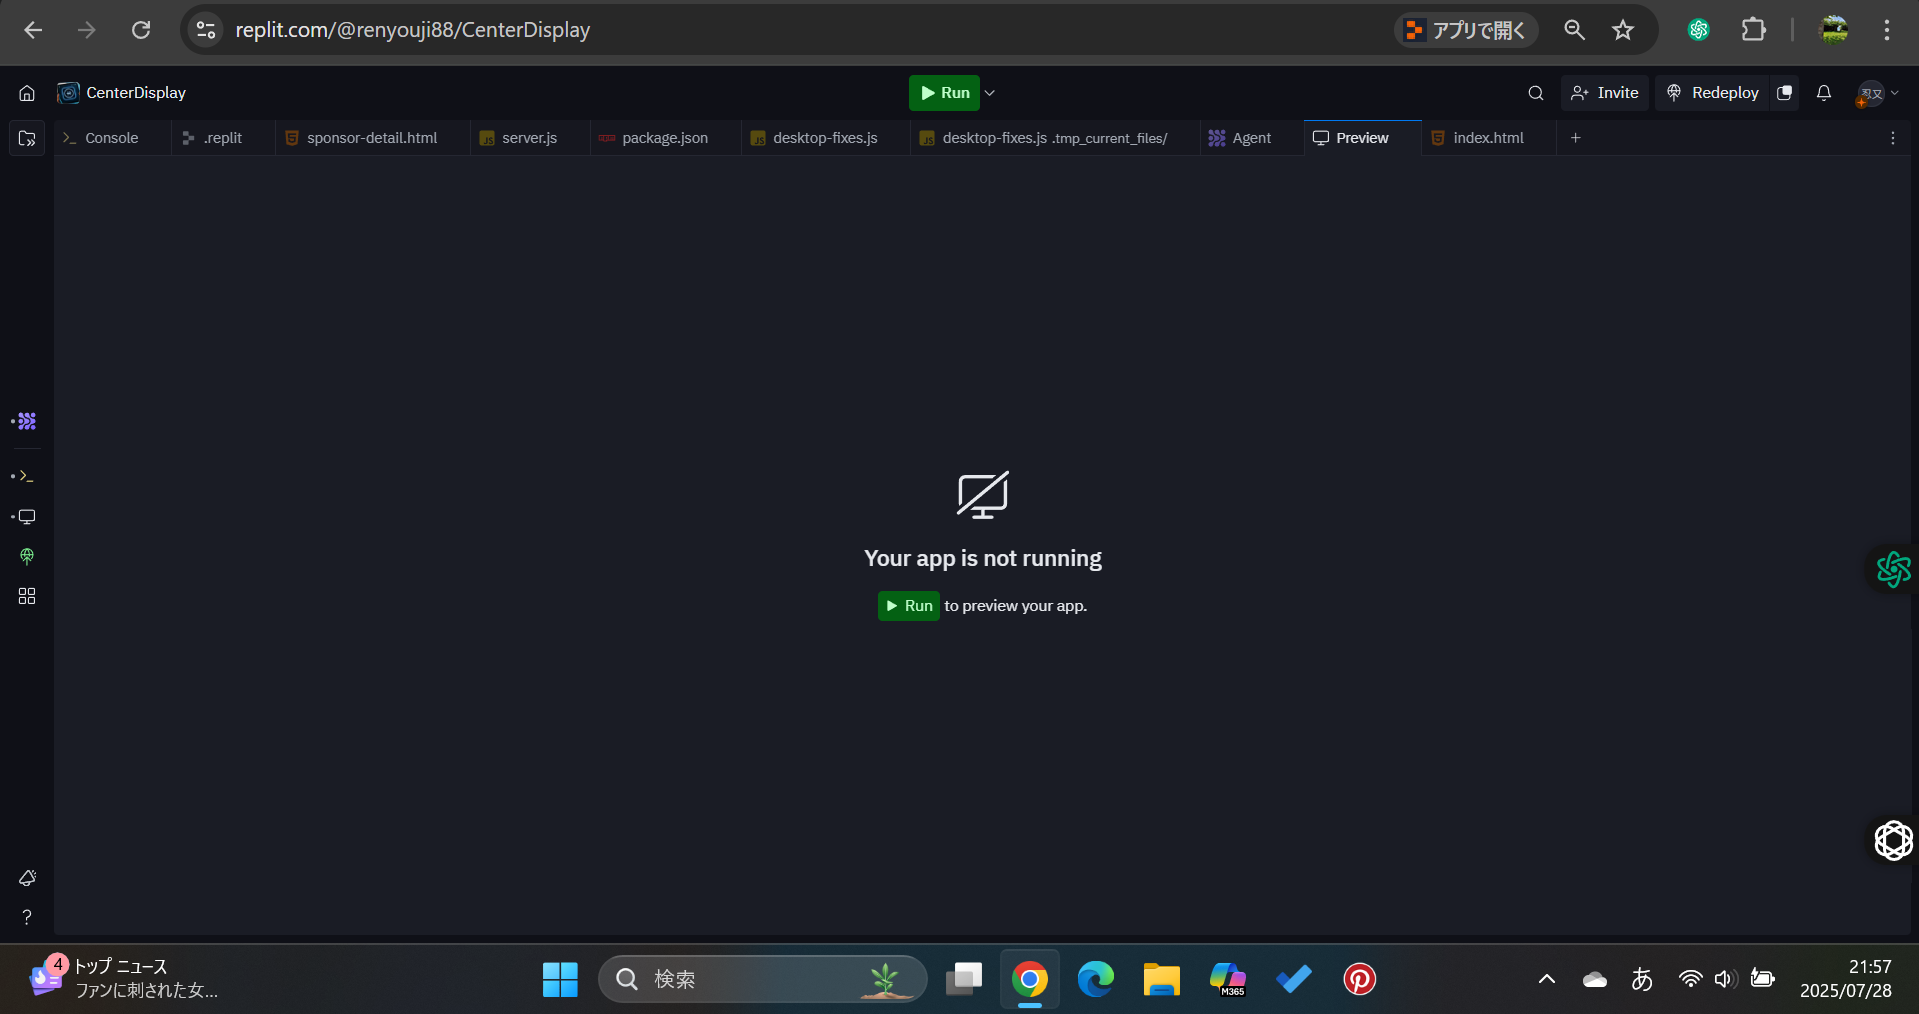 replit.com/@renyouji88/CenterDisplay
アプリで開く
CenterDisplay
Run
Invite
Redeploy
忍又
Console
.replit
sponsor-detail.html
server.js
package.json
desktop-fixes.js
desktop-fixes.js .tmp_current_files/
Agent
Preview
index.html
Your app is not running
Run to preview your app.
?
4
トップ ニュース
ファンに刺された女...
検索
M365
あ
21:57
2025/07/28